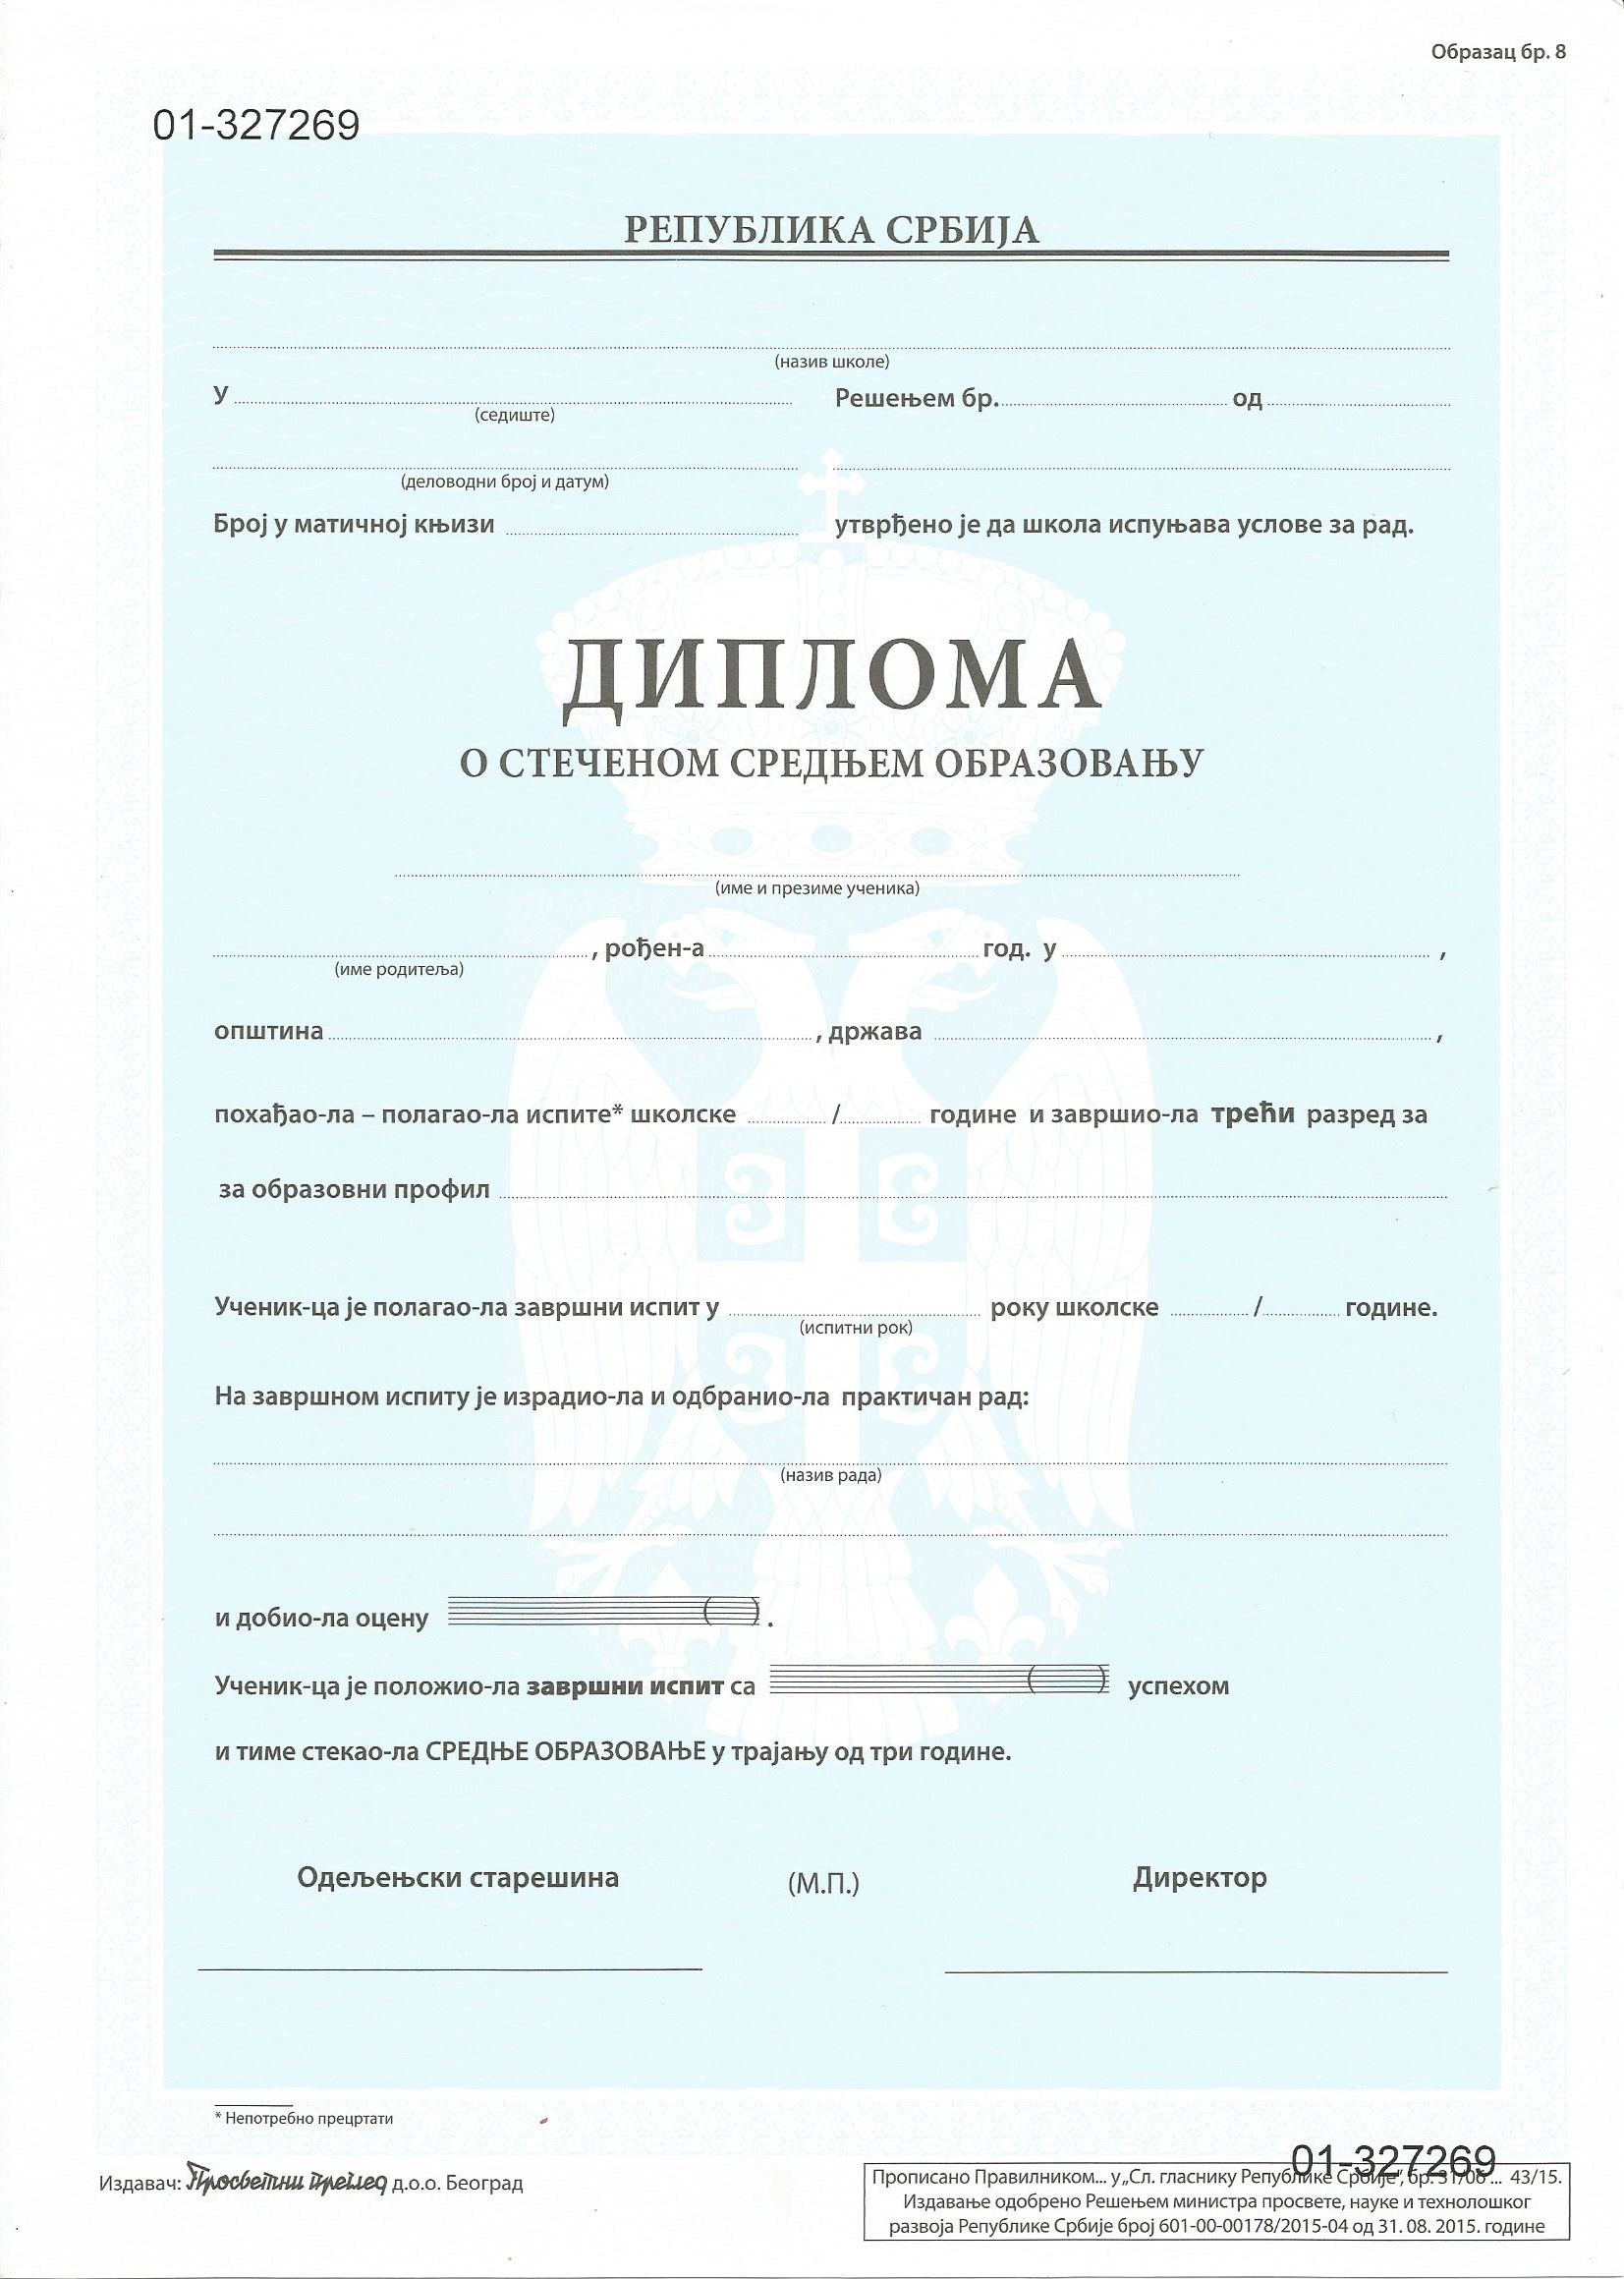 Образац бр. 8
01-327269
РЕПУБЛИКА СРБИЈА
(назив школе)
У Решењем бр. од
(седиште)
(деловодни број и датум)
Број у матичној књизи утврђено је да школа испуњава услове за рад.
ДИПЛОМА
О СТЕЧЕНОМ СРЕДЊЕМ ОБРАЗОВАЊУ
(име и презиме ученика)
, рођен-а год. у ,
(име родитеља)
општина , држава ,
похађао-ла – полагао-ла испите* школске / године и завршио-ла трећи разред за
за образовни профил
Ученик-ца је полагао-ла завршни испит у року школске / године.
(испитни рок)
На завршном испиту је израдио-ла и одбранио-ла практичан рад:
(назив рада)
и добио-ла оцену ( ) .
Ученик-ца је положио-ла завршни испит са ( ) успехом
и тиме стекао-ла СРЕДЊЕ ОБРАЗОВАЊЕ у трајању од три године.
Одељењски старешина (М.П.) Директор
* Непотребно прецртати
01-327269
Издавач: Просветни преглед д.о.о. Београд
Прописано Правилником... у „Сл. гласнику Републике Србије“, бр. 31/06 ... 43/15.
Издавање одобрено Решењем министра просвете, науке и технолошког
развоја Републике Србије број 601-00-00178/2015-04 од 31. 08. 2015. године